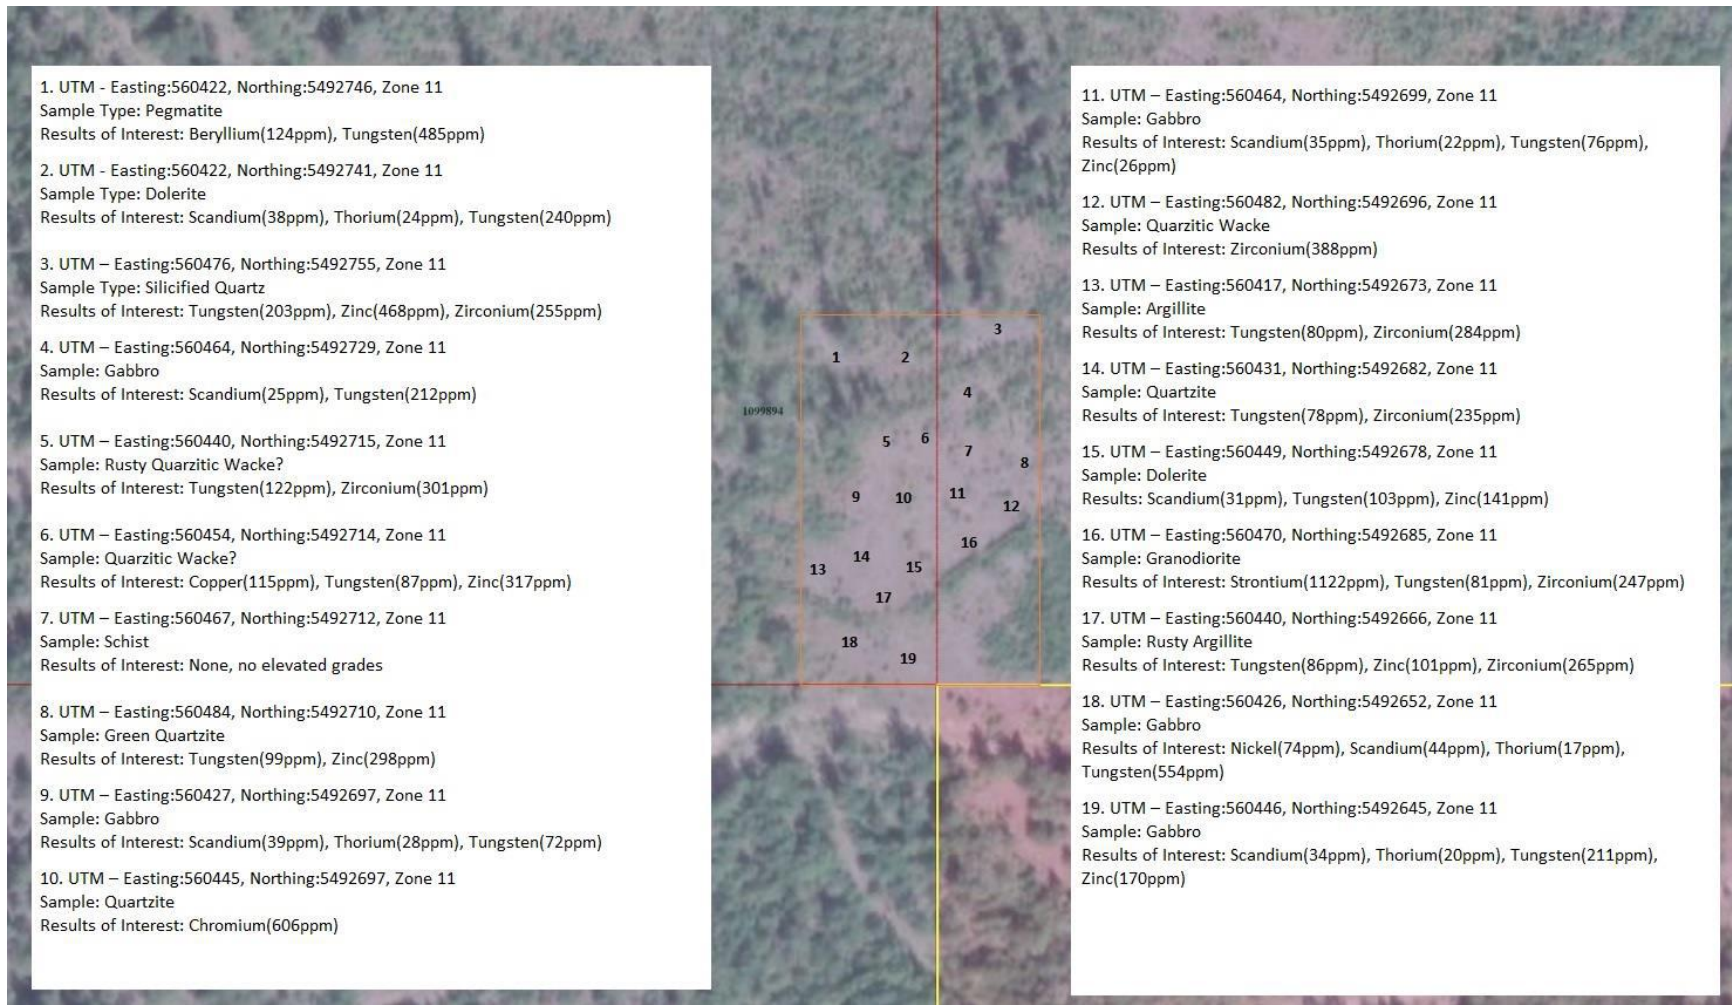 1. UTM - Easting:560422, Northing:5492746, Zone 11
Sample Type: Pegmatite
Results of Interest: Beryllium(124ppm), Tungsten(485ppm)
2. UTM - Easting:560422, Northing:5492741, Zone 11
Sample Type: Dolerite
Results of Interest: Scandium(38ppm), Thorium(24ppm), Tungsten(240ppm)
3. UTM – Easting:560476, Northing:5492755, Zone 11
Sample Type: Silicified Quartz
Results of Interest: Tungsten(203ppm), Zinc(468ppm), Zirconium(255ppm)
4. UTM – Easting:560464, Northing:5492729, Zone 11
Sample: Gabbro
Results of Interest: Scandium(25ppm), Tungsten(212ppm)
5. UTM – Easting:560440, Northing:5492715, Zone 11
Sample: Rusty Quarzitic Wacke?
Results of Interest: Tungsten(122ppm), Zirconium(301ppm)
6. UTM – Easting:560454, Northing:5492714, Zone 11
Sample: Quarzitic Wacke?
Results of Interest: Copper(115ppm), Tungsten(87ppm), Zinc(317ppm)
7. UTM – Easting:560467, Northing:5492712, Zone 11
Sample: Schist
Results of Interest: None, no elevated grades
8. UTM – Easting:560484, Northing:5492710, Zone 11
Sample: Green Quartzite
Results of Interest: Tungsten(99ppm), Zinc(298ppm)
9. UTM – Easting:560427, Northing:5492697, Zone 11
Sample: Gabbro
Results of Interest: Scandium(39ppm), Thorium(28ppm), Tungsten(72ppm)
10. UTM – Easting:560445, Northing:5492697, Zone 11
Sample: Quartzite
Results of Interest: Chromium(606ppm)
3
1 2
4
1099894
5 6
7
8
9 10 11
12
16
13 14 15
17
18
19
11. UTM – Easting:560464, Northing:5492699, Zone 11
Sample: Gabbro
Results of Interest: Scandium(35ppm), Thorium(22ppm), Tungsten(76ppm),
Zinc(26ppm)
12. UTM – Easting:560482, Northing:5492696, Zone 11
Sample: Quarzitic Wacke
Results of Interest: Zirconium(388ppm)
13. UTM – Easting:560417, Northing:5492673, Zone 11
Sample: Argillite
Results of Interest: Tungsten(80ppm), Zirconium(284ppm)
14. UTM – Easting:560431, Northing:5492682, Zone 11
Sample: Quartzite
Results of Interest: Tungsten(78ppm), Zirconium(235ppm)
15. UTM – Easting:560449, Northing:5492678, Zone 11
Sample: Dolerite
Results: Scandium(31ppm), Tungsten(103ppm), Zinc(141ppm)
16. UTM – Easting:560470, Northing:5492685, Zone 11
Sample: Granodiorite
Results of Interest: Strontium(1122ppm), Tungsten(81ppm), Zirconium(247ppm)
17. UTM – Easting:560440, Northing:5492666, Zone 11
Sample: Rusty Argillite
Results of Interest: Tungsten(86ppm), Zinc(101ppm), Zirconium(265ppm)
18. UTM – Easting:560426, Northing:5492652, Zone 11
Sample: Gabbro
Results of Interest: Nickel(74ppm), Scandium(44ppm), Thorium(17ppm),
Tungsten(554ppm)
19. UTM – Easting:560446, Northing:5492645, Zone 11
Sample: Gabbro
Results of Interest: Scandium(34ppm), Thorium(20ppm), Tungsten(211ppm),
Zinc(170ppm)